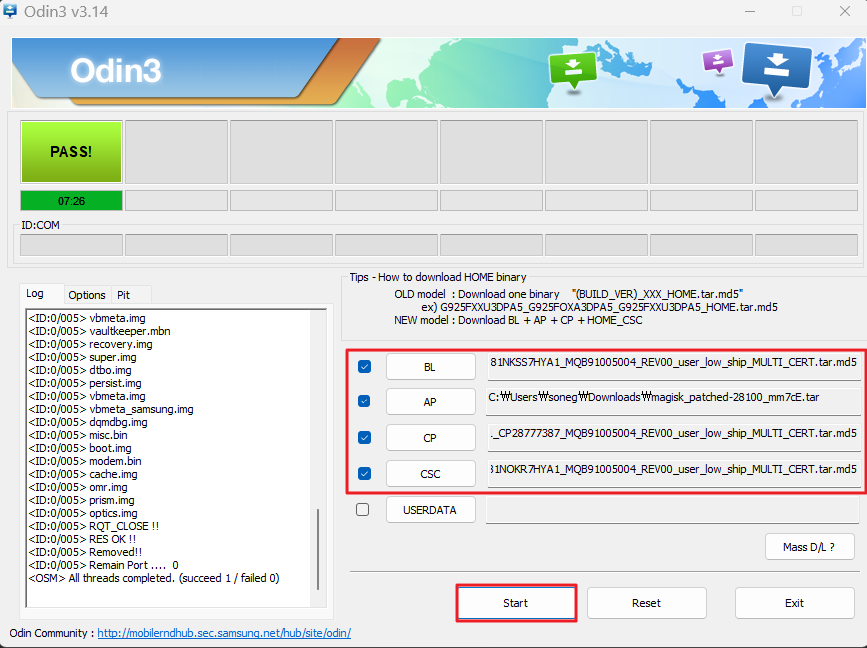 Odin3 v3.14
Odin3
PASS!
07:26
ID:COM
Log
Options
Pit
<ID:0/005> vbmeta.img
<ID:0/005> vaultkeeper.mbn
<ID:0/005> recovery.img
<ID:0/005> super.img
<ID:0/005> dtbo.img
<ID:0/005> persist.img
<ID:0/005> vbmeta.img
<ID:0/005> vbmeta_samsung.img
<ID:0/005> dqmdbg.img
<ID:0/005> misc.bin
<ID:0/005> boot.img
<ID:0/005> modem.bin
<ID:0/005> cache.img
<ID:0/005> omr.img
<ID:0/005> prism.img
<ID:0/005> optics.img
<ID:0/005> RQT_CLOSE !!
<ID:0/005> RES OK !!
<ID:0/005> Removed!!
<ID:0/005> Remain Port .... 0
<OSM> All threads completed. (succeed 1 / failed 0)
Tips - How to download HOME binary
OLD model : Download one binary "(BUILD_VER)_XXX_HOME.tar.md5"
ex) G925FXXU3DPA5_G925FOXA3DPA5_G925FXXU3DPA5_HOME.tar.md5
NEW model : Download BL + AP + CP + HOME_CSC
BL
81NKSS7HYA1_MQB91005004_REV00_user_low_ship_MULTI_CERT.tar.md5
AP
C:₩Users₩soneg₩Downloads₩magisk_patched-28100_mm7cE.tar
CP
._CP28777387_MQB91005004_REV00_user_low_ship_MULTI_CERT.tar.md5
CSC
31NOKR7HYA1_MQB91005004_REV00_user_low_ship_MULTI_CERT.tar.md5
USERDATA
Mass D/L ?
Start
Reset
Exit
Odin Community : http://mobilerndhub.sec.samsung.net/hub/site/odin/